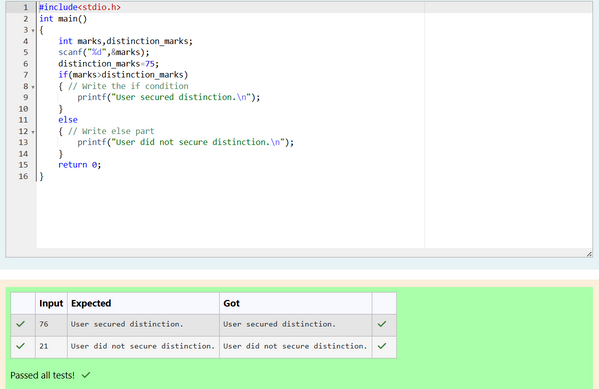 1 #include<stdio.h>
2 int main()
3 {
4 int marks,distinction_marks;
5 scanf("%d",&marks);
6 distinction_marks=75;
7 if(marks>distinction_marks)
8 { // Write the if condition
9 printf("User secured distinction.\n");
10 }
11 else
12 { // Write else part
13 printf("User did not secure distinction.\n");
14 }
15 return 0;
16 }
Input Expected Got
76 User secured distinction. User secured distinction.
21 User did not secure distinction. User did not secure distinction.
Passed all tests!